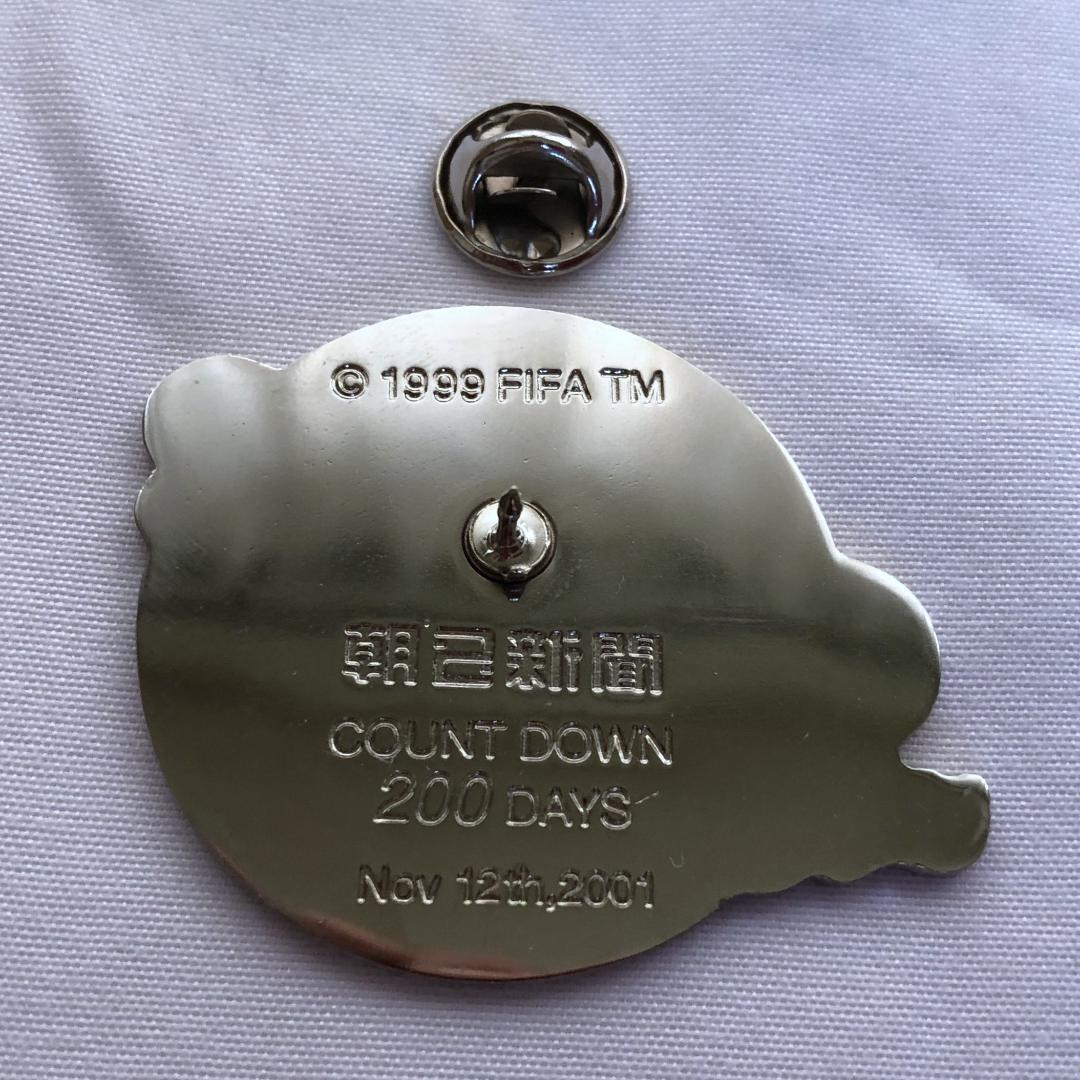 © 1999 FIFA TM
朝日新聞
COUNT DOWN
200 DAYS
Nov 12th,2001